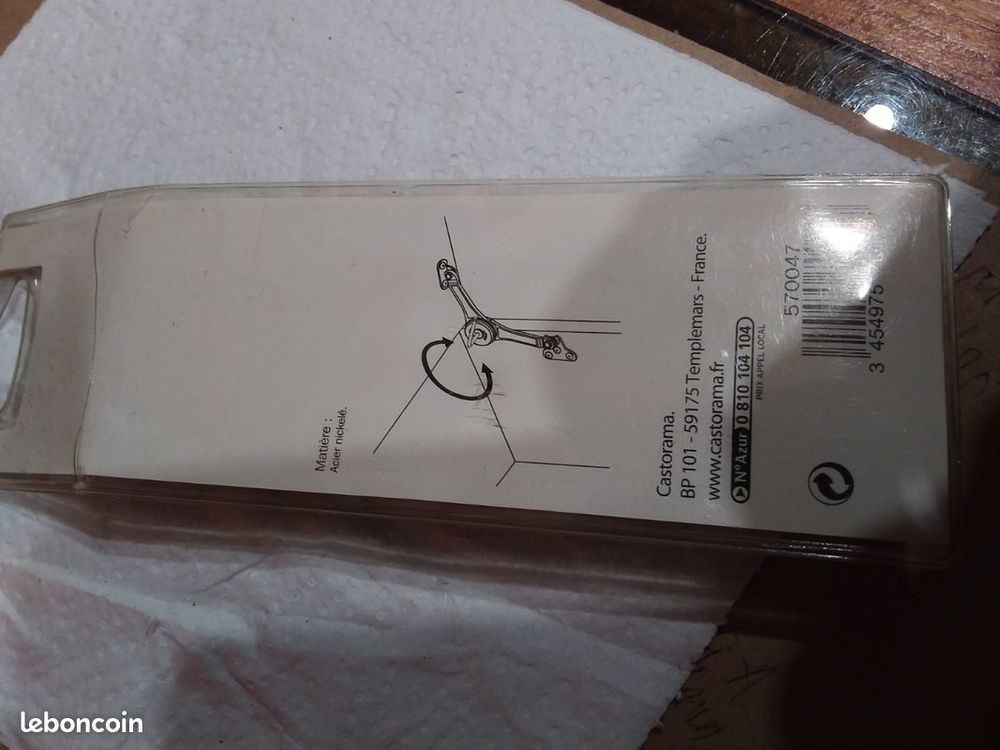 Matière :
Acier nickelé.
Castorama.
BP 101 - 59175 Templemars - France.
www.castorama.fr
N°Azur 0 810 104 104
PRIX APPEL LOCAL
570047
3 454975
leboncoin